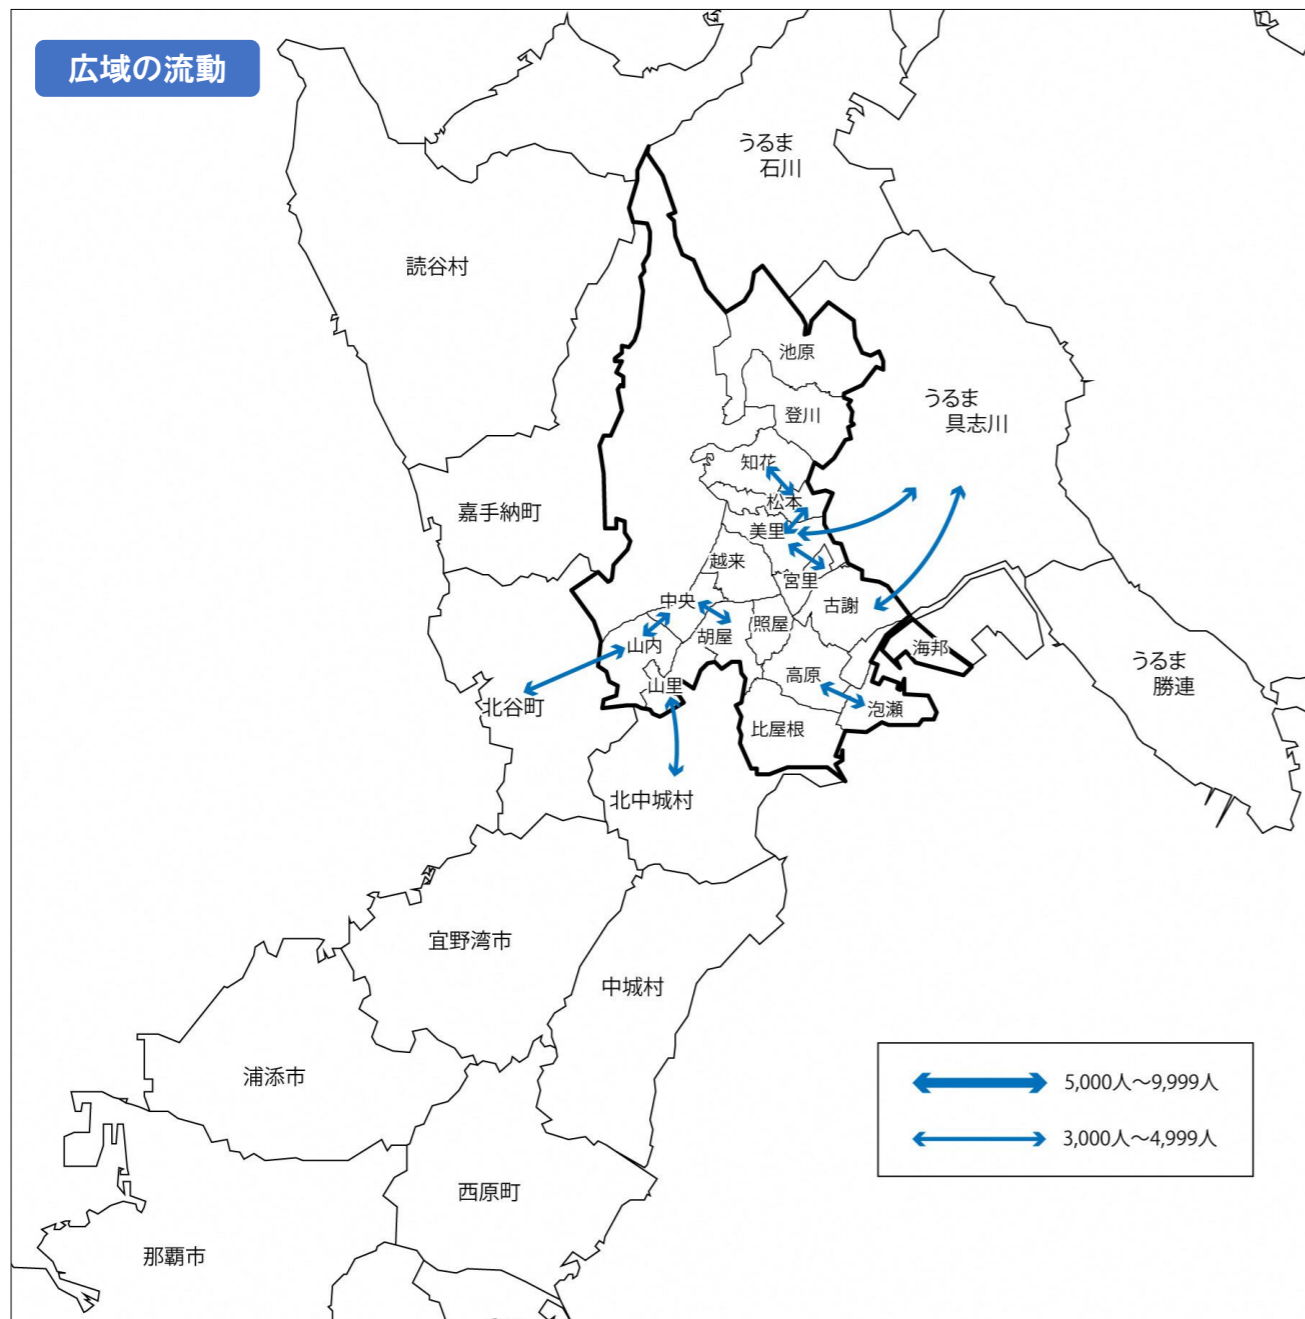 広域の流動
うるま
石川
読谷村
池原
うるま
具志川
登川
知花
松本
嘉手納町
美里
越来
宮里
中央
古謝
照屋
胡屋
山内
海邦
うるま
勝連
高原
山里
北谷町
泡瀬
比屋根
北中城村
宜野湾市
中城村
浦添市
5,000人～9,999人
3,000人～4,999人
西原町
那覇市